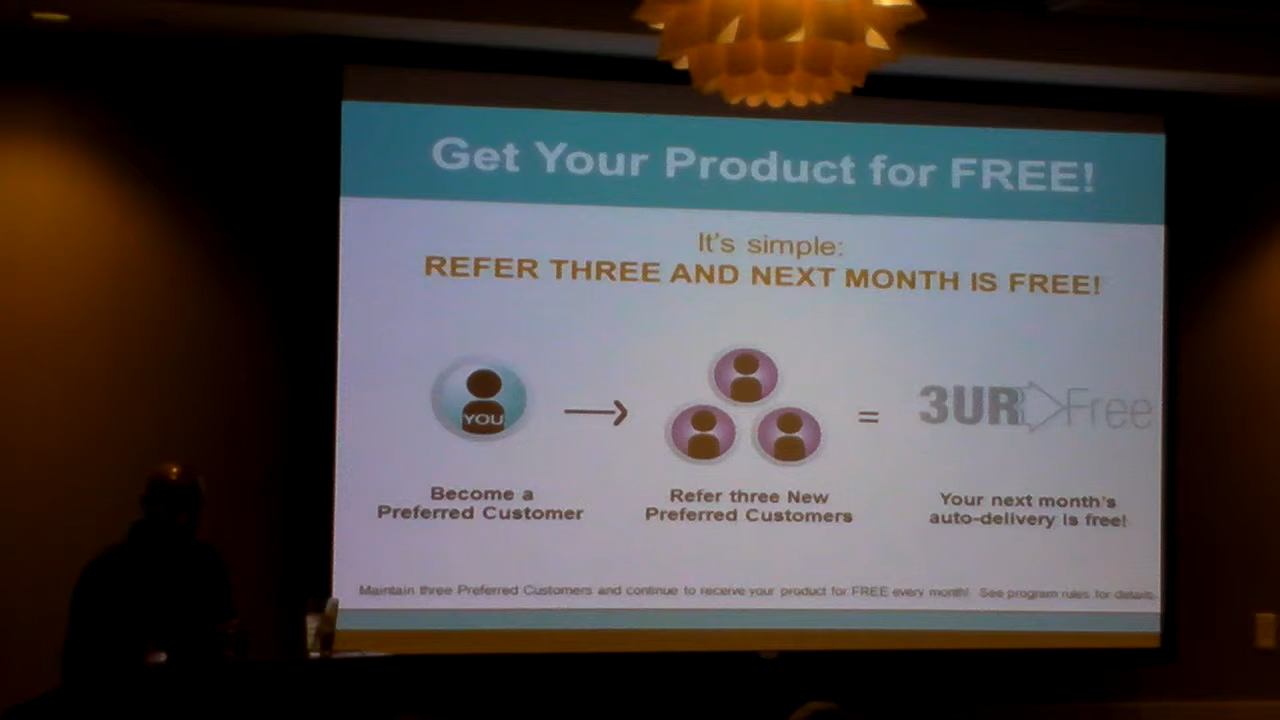 Get Your Product for FREE!
It's simple:
REFER THREE AND NEXT MONTH IS FREE!
YOU
3UR Free
=
Become a
Preferred Customer
Refer three New
Preferred Customers
Your next month's
auto-delivery is free!
Maintain three Preferred Customers and continue to receive your product for FREE every month! See program rules for details.